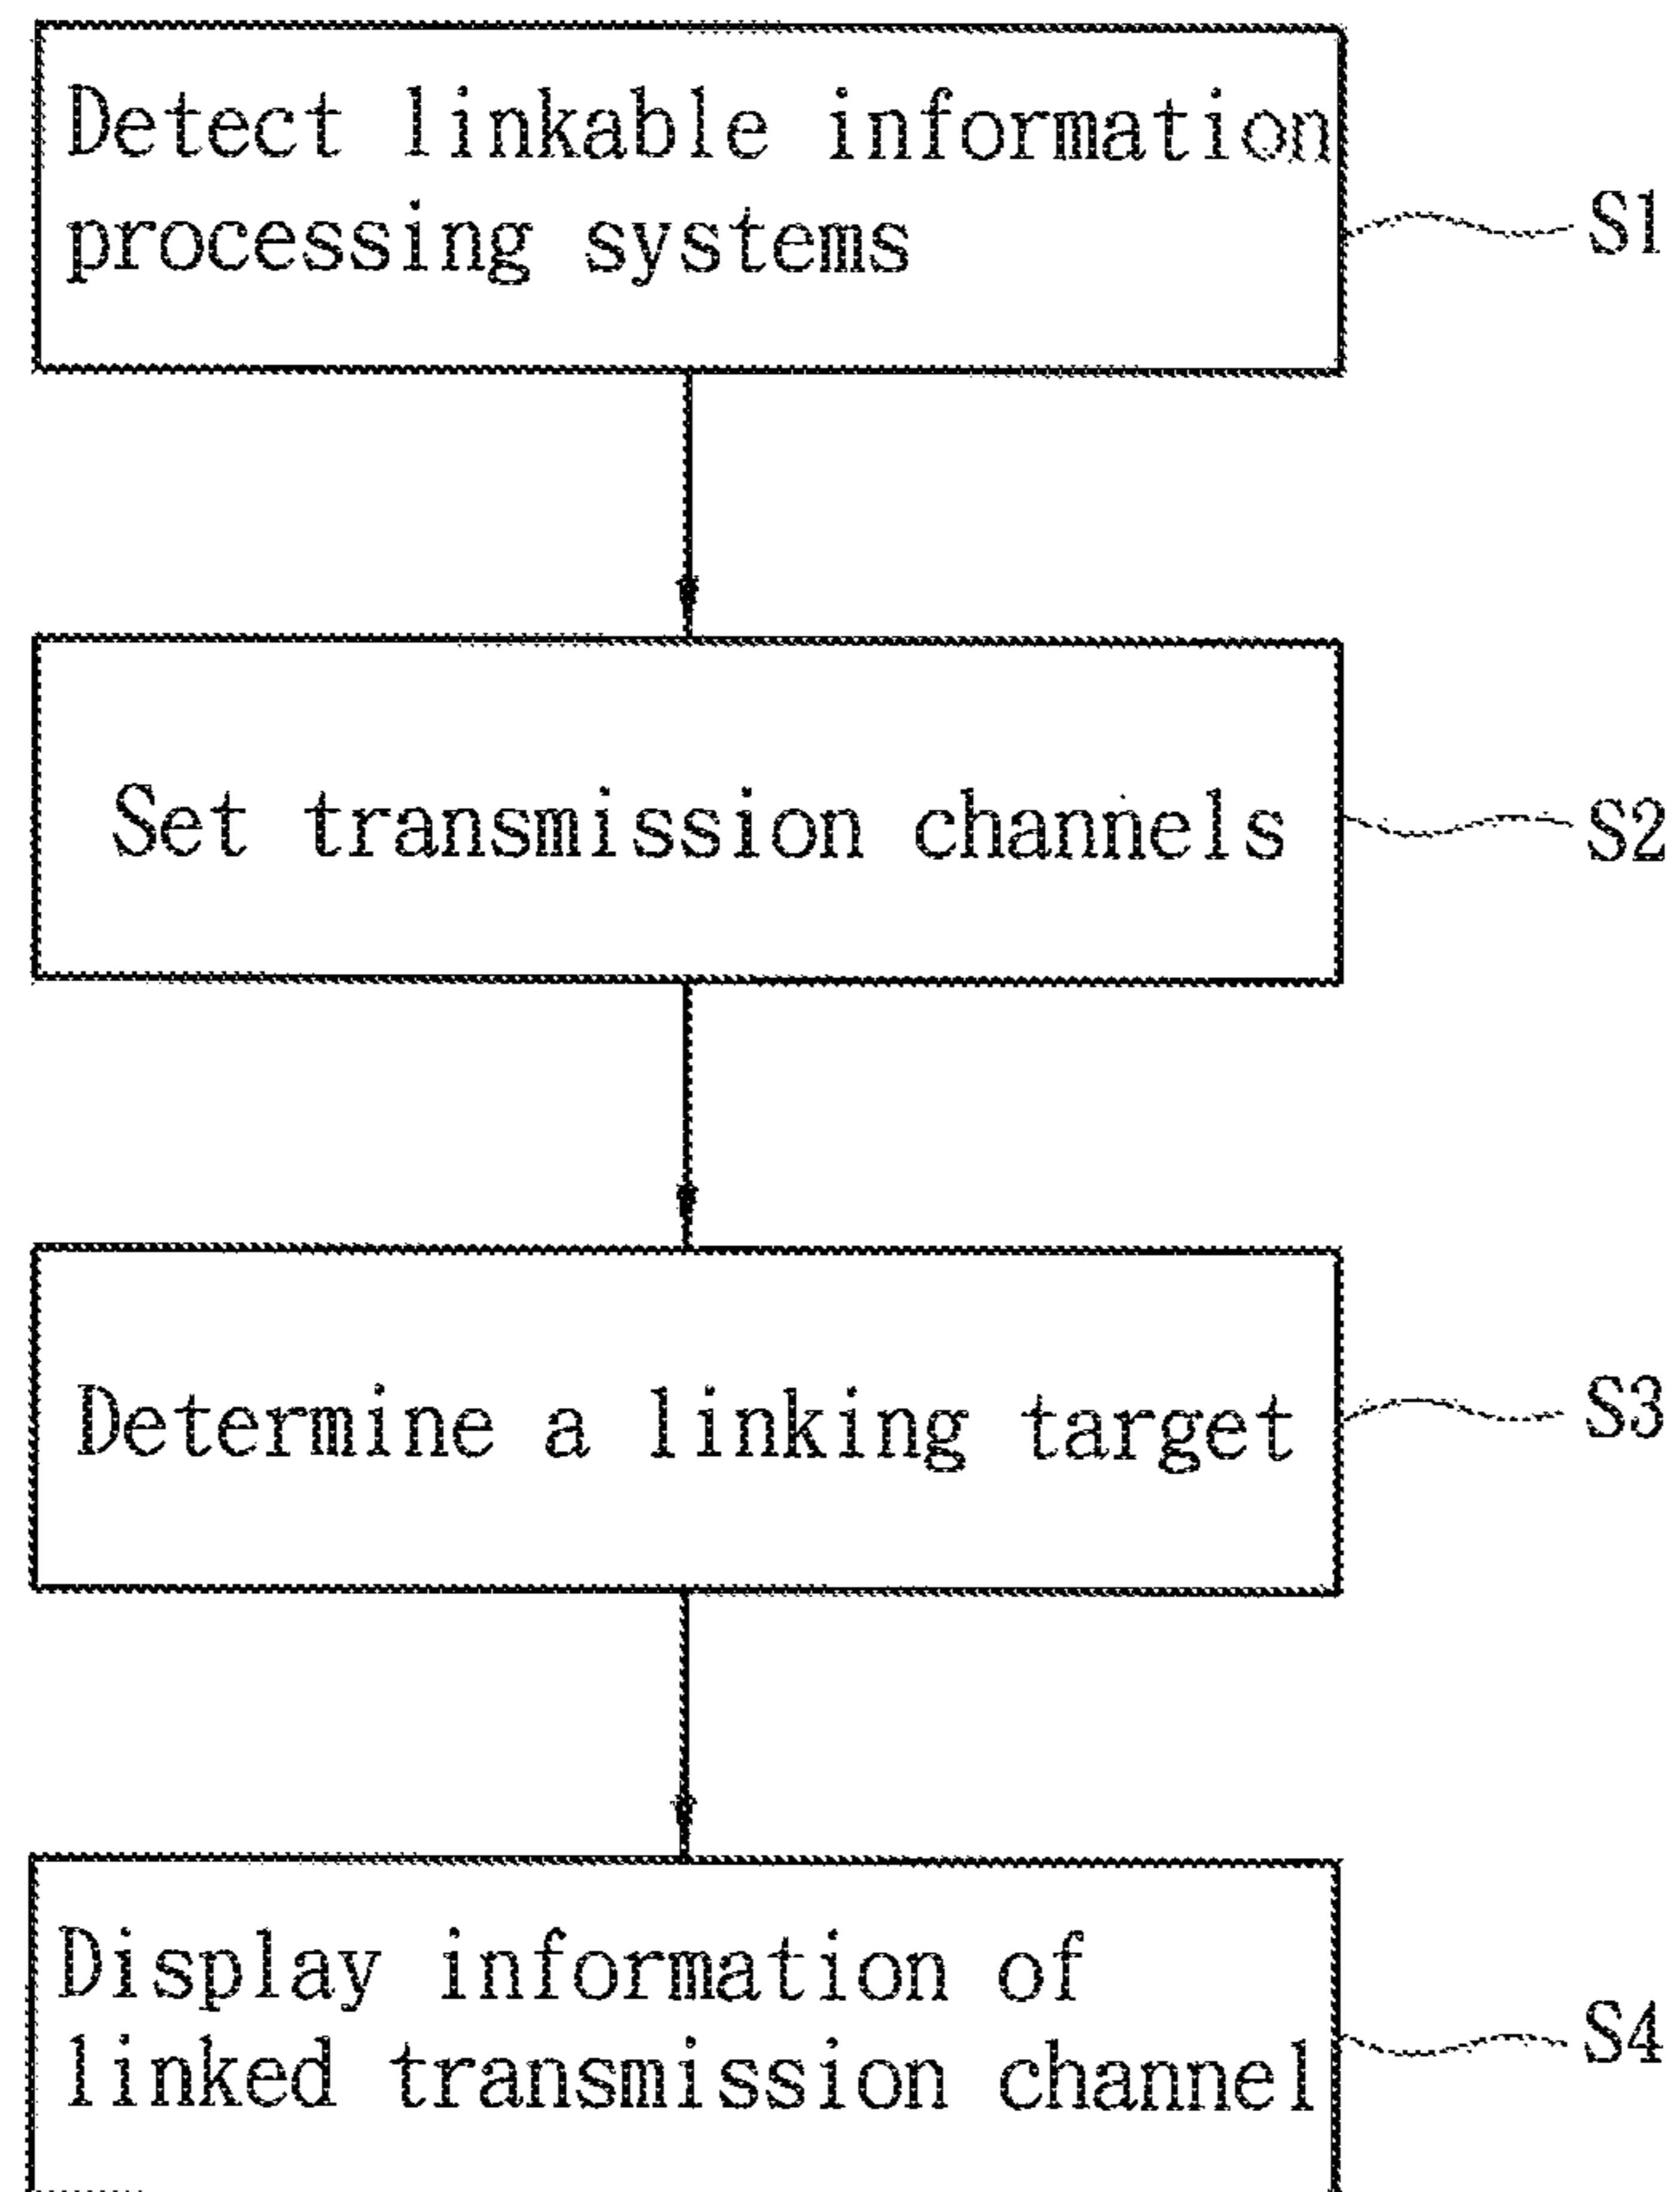 Detect linkable information
processing systems
S1
Set transmission channels
S2
Determine a linking target
S3
Display information of
linked transmission channel
S4